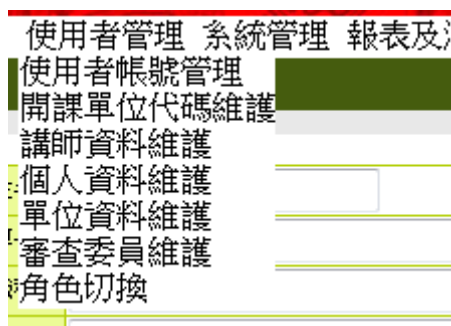 使用者管理 系統管理 報表及
使用者帳號管理
開課單位代碼維護
講師資料維護
個人資料維護
單位資料維護
審查委員維護
角色切換